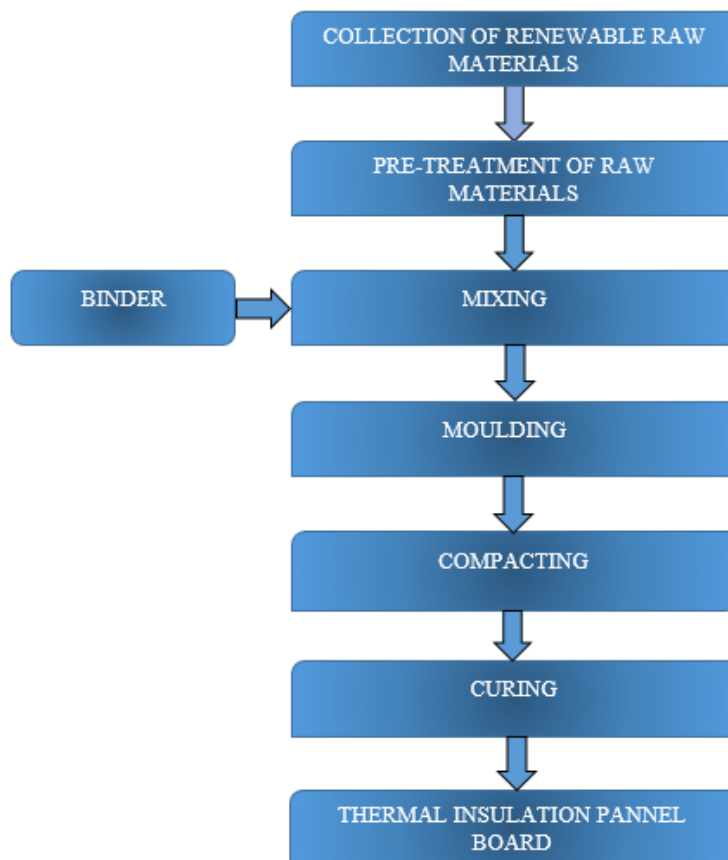 COLLECTION OF RENEWABLE RAW
MATERIALS
PRE-TREATMENT OF RAW
MATERIALS
BINDER
MIXING
MOULDING
COMPACTING
CURING
THERMAL INSULATION PANNEL
BOARD